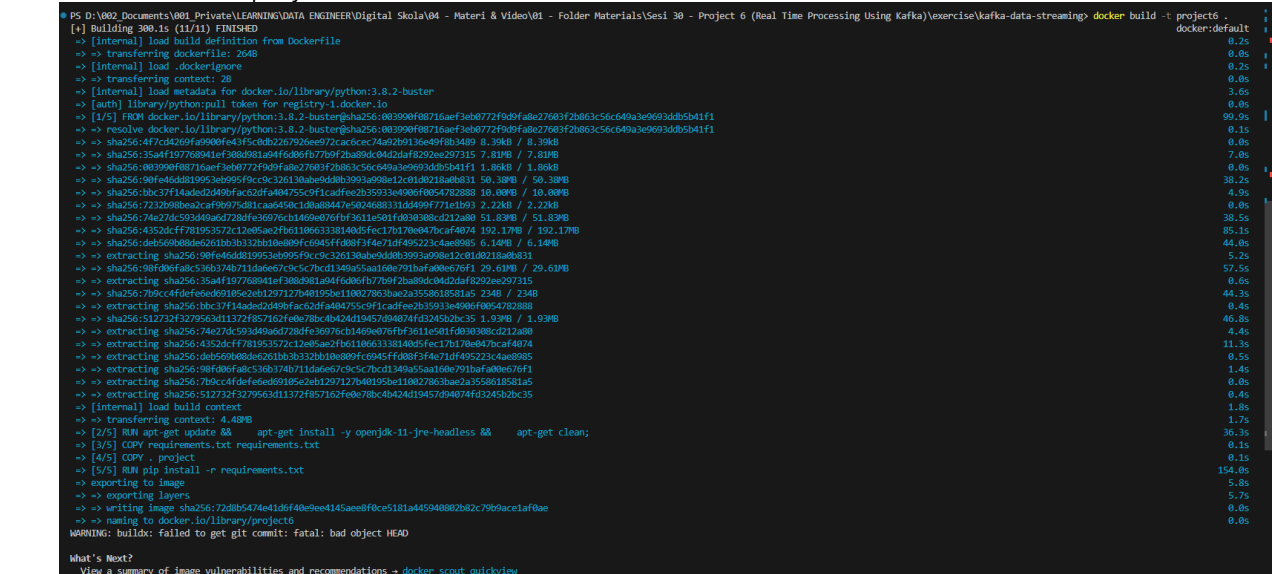 PS D:\002_Documents\001_Private\LEARNING\DATA ENGINEER\Digital Skola\04 - Materi & Video\01 - Folder Materials\Sesi 30 - Project 6 (Real Time Processing Using Kafka)\exercise\kafka-data-streaming> docker build -t project6 .
[+] Building 300.1s (11/11) FINISHED docker:default
=> [internal] load build definition from Dockerfile 0.2s
=> => transferring dockerfile: 264B 0.0s
=> [internal] load .dockerignore 0.2s
=> => transferring context: 2B 0.0s
=> [internal] load metadata for docker.io/library/python:3.8.2-buster 3.6s
=> [auth] library/python:pull token for registry-1.docker.io 0.0s
=> [1/5] FROM docker.io/library/python:3.8.2-buster@sha256:003990f08716aef3eb0772f9d9fa8e27603f2b863c56c649a3e9693ddb5b41f1 99.9s
=> => resolve docker.io/library/python:3.8.2-buster@sha256:003990f08716aef3eb0772f9d9fa8e27603f2b863c56c649a3e9693ddb5b41f1 0.1s
=> => sha256:4f7cd4269fa9900fe43f5c0db2267926ee972cac6cec74a92b9136e49f8b3489 8.39kB / 8.39kB 0.0s
=> => sha256:35a4f197768941ef308d981a94f6d06fb77b9f2ba89dc04d2daf8292ee297315 7.81MB / 7.81MB 7.0s
=> => sha256:003990f08716aef3eb0772f9d9fa8e27603f2b863c56c649a3e9693ddb5b41f1 1.86kB / 1.86kB 0.0s
=> => sha256:90fe46dd819953eb995f9cc9c326130abe9dd0b3993a998e12c01d0218a0b831 50.38MB / 50.38MB 38.2s
=> => sha256:bbc37f14aded2d49bfac62dfa404755c9f1cadfee2b35933e4906f0054782888 10.00MB / 10.00MB 4.9s
=> => sha256:7232b98bea2caf9b975d81caa6450c1d0a88447e5024688331dd499f771e1b93 2.22kB / 2.22kB 0.0s
=> => sha256:74e27dc593d49a6d728dfe36976cb1469e076fbf3611e501fd030308cd212a80 51.83MB / 51.83MB 38.5s
=> => sha256:4352dcff781953572c12e05ae2fb6110663338140d5fec17b170e047bcaf4074 192.17MB / 192.17MB 85.1s
=> => sha256:deb569b08de6261bb3b332bb10e809fc6945ffd08f3f4e71df495223c4ae8985 6.14MB / 6.14MB 44.0s
=> => extracting sha256:90fe46dd819953eb995f9cc9c326130abe9dd0b3993a998e12c01d0218a0b831 5.2s
=> => sha256:98fd06fa8c536b374b711da6e67c9c5c7bcd1349a55aa160e791bafa00e676f1 29.61MB / 29.61MB 57.5s
=> => extracting sha256:35a4f197768941ef308d981a94f6d06fb77b9f2ba89dc04d2daf8292ee297315 0.6s
=> => sha256:7b9cc4fdefe6ed69105e2eb1297127b40195be110027863bae2a3558618581a5 234B / 234B 44.3s
=> => extracting sha256:bbc37f14aded2d49bfac62dfa404755c9f1cadfee2b35933e4906f0054782888 0.4s
=> => sha256:512732f3279563d11372f857162fe0e78bc4b424d19457d94074fd3245b2bc35 1.93MB / 1.93MB 46.8s
=> => extracting sha256:74e27dc593d49a6d728dfe36976cb1469e076fbf3611e501fd030308cd212a80 4.4s
=> => extracting sha256:4352dcff781953572c12e05ae2fb6110663338140d5fec17b170e047bcaf4074 11.3s
=> => extracting sha256:deb569b08de6261bb3b332bb10e809fc6945ffd08f3f4e71df495223c4ae8985 0.5s
=> => extracting sha256:98fd06fa8c536b374b711da6e67c9c5c7bcd1349a55aa160e791bafa00e676f1 1.4s
=> => extracting sha256:7b9cc4fdefe6ed69105e2eb1297127b40195be110027863bae2a3558618581a5 0.0s
=> => extracting sha256:512732f3279563d11372f857162fe0e78bc4b424d19457d94074fd3245b2bc35 0.4s
=> [internal] load build context 1.8s
=> => transferring context: 4.48MB 1.7s
=> [2/5] RUN apt-get update && apt-get install -y openjdk-11-jre-headless && apt-get clean; 36.3s
=> [3/5] COPY requirements.txt requirements.txt 0.1s
=> [4/5] COPY . project 0.1s
=> [5/5] RUN pip install -r requirements.txt 154.0s
=> exporting to image 5.8s
=> => exporting layers 5.7s
=> => writing image sha256:72d8b5474e41d6f40e9ee4145aee8f0ce5181a445940802b82c79b9ace1af0ae 0.0s
=> => naming to docker.io/library/project6 0.0s
WARNING: buildx: failed to get git commit: fatal: bad object HEAD
What's Next?
View a summary of image vulnerabilities and recommendations → docker scout quickview